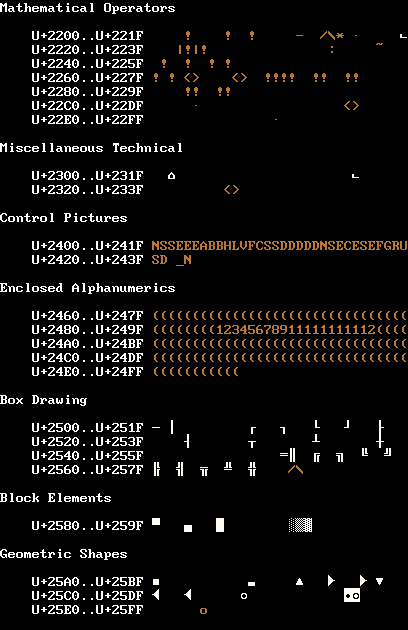 Mathematical Operators
U+2200..U+221F ! ! ! − /\* · ∟
U+2220..U+223F |!|! : ~
U+2240..U+225F ! ! ! !
U+2260..U+227F ! ! <> <> !!!! !! !!
U+2280..U+229F !! !!
U+22C0..U+22DF · <>
U+22E0..U+22FF ·
Miscellaneous Technical
U+2300..U+231F ⌂ ⌙
U+2320..U+233F <>
Control Pictures
U+2400..U+241F NSSEEEABBHLVFCSSDDDDDNSECESEFGRU
U+2420..U+243F SD _N
Enclosed Alphanumerics
U+2460..U+247F ((((((((((((((((((((((((((((((((
U+2480..U+249F ((((((((123456789111111111112((((
U+24A0..U+24BF ((((((((((((((((((((((((((((((((
U+24C0..U+24DF ((((((((((((((((((((((((((((((((
U+24E0..U+24FF (((((((((((
Box Drawing
U+2500..U+251F ─ │ ┌ ┐ └ ┘ ├
U+2520..U+253F ┤ ┬ ┴ ┼
U+2540..U+255F ═║ ╔ ╗ ╚ ╝
U+2560..U+257F ╠ ╣ ╦ ╩ ╬ /\
Block Elements
U+2580..U+259F ▀ ▄ █ ░▒▓
Geometric Shapes
U+25A0..U+25BF ■ ▬ ▲ ► ► ▼
U+25C0..U+25DF ◄ ◄ ○ ◘◙
U+25E0..U+25FF o